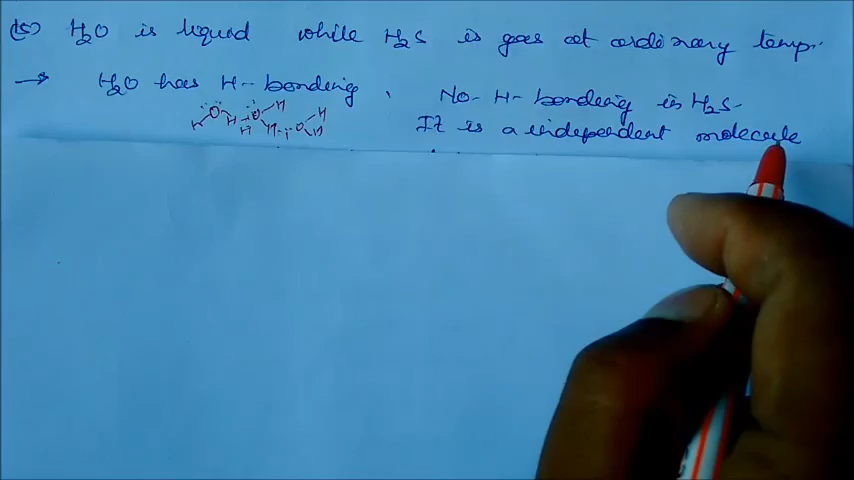 (15) H2O is liquid while H2S is gas at ordinary temp.
→ H2O has H-bonding, No H-bonding in H2S.
It is a independent molecule